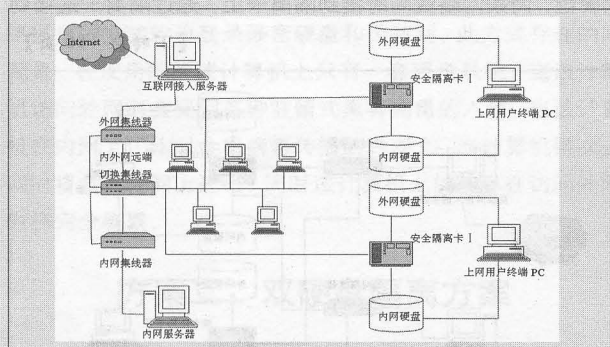 Internet
互联网接入服务器
外网硬盘
安全隔离卡 I
上网用户终端 PC
内网硬盘
外网集线器
内外网远端
切换集线器
外网硬盘
安全隔离卡 I
上网用户终端 PC
内网集线器
内网硬盘
内网服务器